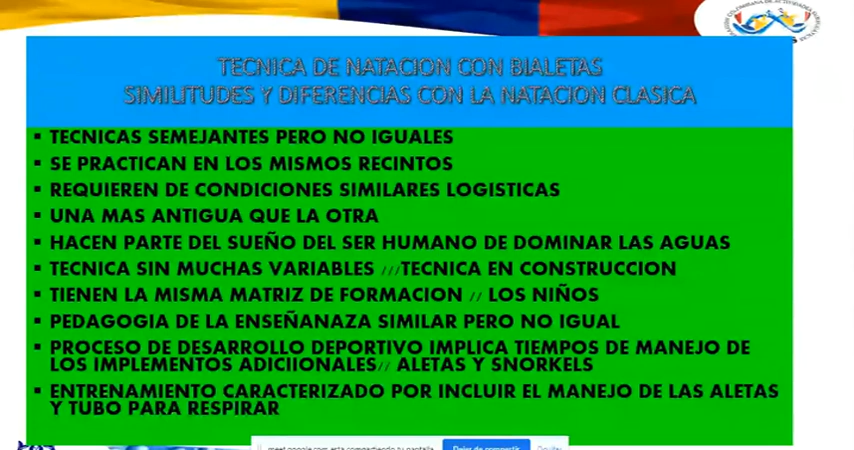 TECNICA DE NATACION CON BIALETAS
SIMILITUDES Y DIFERENCIAS CON LA NATACION CLASICA
▪ TECNICAS SEMEJANTES PERO NO IGUALES
▪ SE PRACTICAN EN LOS MISMOS RECINTOS
▪ REQUIEREN DE CONDICIONES SIMILARES LOGISTICAS
▪ UNA MAS ANTIGUA QUE LA OTRA
▪ HACEN PARTE DEL SUEÑO DEL SER HUMANO DE DOMINAR LAS AGUAS
▪ TECNICA SIN MUCHAS VARIABLES ///TECNICA EN CONSTRUCCION
▪ TIENEN LA MISMA MATRIZ DE FORMACION // LOS NIÑOS
▪ PEDAGOGIA DE LA ENSEÑANAZA SIMILAR PERO NO IGUAL
▪ PROCESO DE DESARROLLO DEPORTIVO IMPLICA TIEMPOS DE MANEJO DE
LOS IMPLEMENTOS ADICIIONALES// ALETAS Y SNORKELS
▪ ENTRENAMIENTO CARACTERIZADO POR INCLUIR EL MANEJO DE LAS ALETAS
Y TUBO PARA RESPIRAR
meet.google.com está compartiendo tu pantalla. Dejar de compartir Ocultar